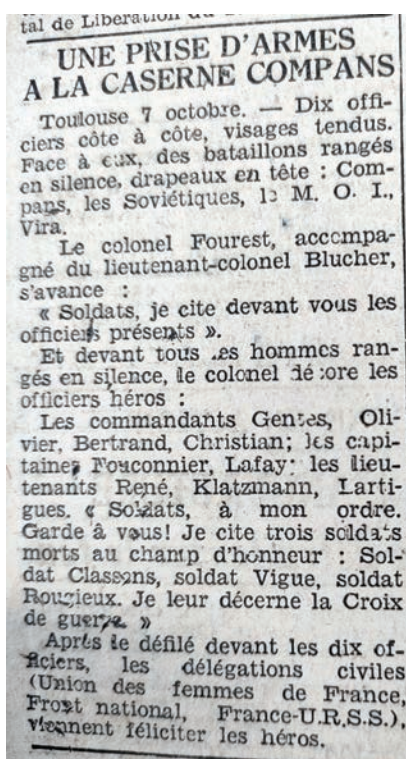 tal de Libération du
UNE PRISE D'ARMES
A LA CASERNE COMPANS
Toulouse 7 octobre. — Dix offi-
ciers côte à côte, visages tendus.
Face à eux, des bataillons rangés
en silence, drapeaux en tête : Com-
pans, les Soviétiques, le M. O. I.,
Vira.
Le colonel Fourest, accompa-
gné du lieutenant-colonel Blucher,
s'avance :
« Soldats, je cite devant vous les
officiers présents ».
Et devant tous les hommes ran-
gés en silence, le colonel décore les
officiers héros :
Les commandants Gentes, Oli-
vier, Bertrand, Christian; les capi-
taines Fouconnier, Lafay; les lieu-
tenants René, Klatzmann, Larti-
gues. « Soldats, à mon ordre.
Garde â vous! Je cite trois soldats
morts au champ d'honneur : Sol-
dat Classons, soldat Vigue, soldat
Rougieux. Je leur décerne la Croix
de guerre. »
Après le défilé devant les dix of-
ficiers, les délégations civiles
(Union des femmes de France,
Front national, France-U.R.S.S.),
viennent féliciter les héros.